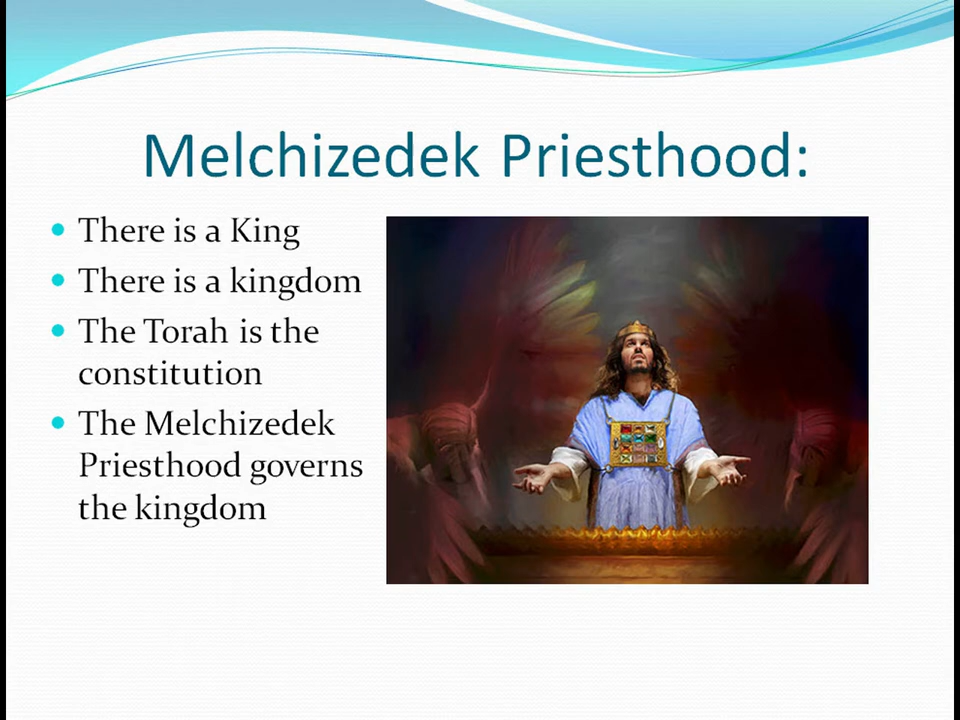 Melchizedek Priesthood:
There is a King
There is a kingdom
The Torah is the
constitution
The Melchizedek
Priesthood governs
the kingdom